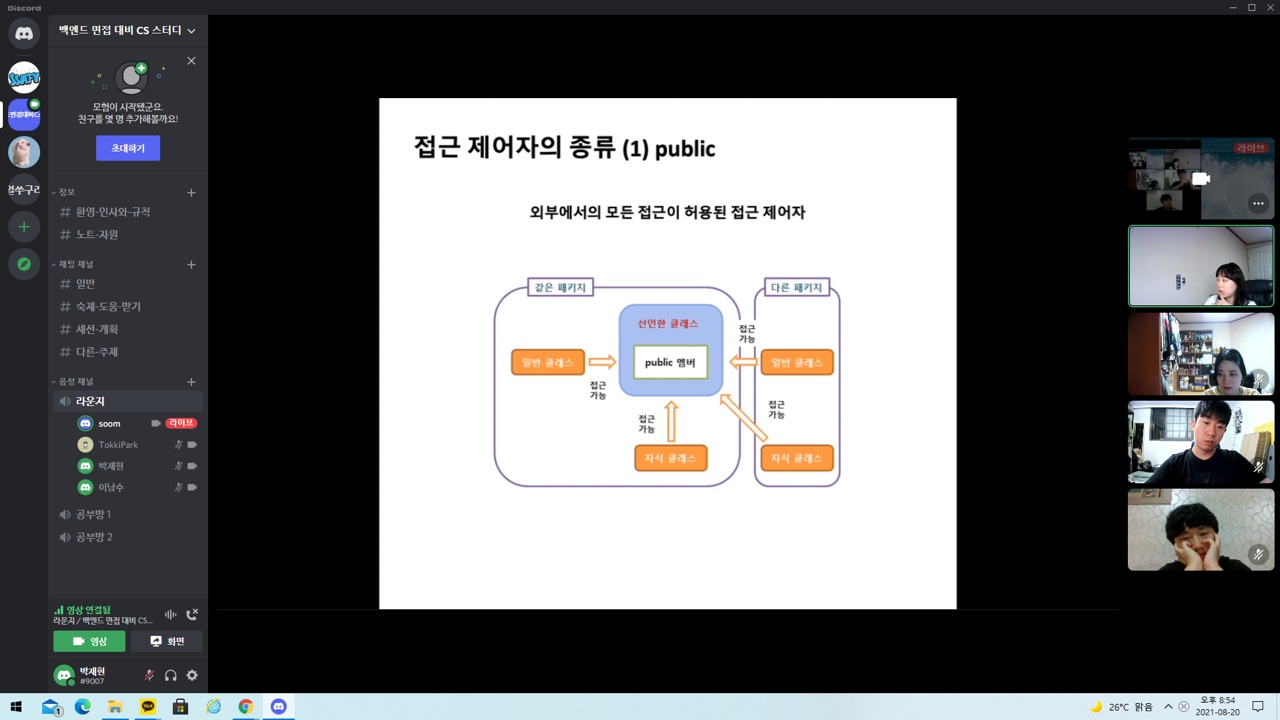 Discord
백엔드 면접 대비 CS 스터디
모험이 시작됐군요.
친구를 몇 명 추가해볼까요!
초대하기
정보
# 환영-인사와-규칙
# 노트-자원
채팅 채널
# 일반
# 숙제-도움-받기
# 세션-계획
# 다른-주제
음성 채널
라운지
soom 라이브
TokkiPark
박재현
이남수
공부방 1
공부방 2
영상 연결됨
라운지 / 백엔드 면접 대비 CS...
영상 화면
박재현
#9007
접근 제어자의 종류 (1) public
외부에서의 모든 접근이 허용된 접근 제어자
같은 패키지
다른 패키지
선언한 클래스
접근
가능
일반 클래스
public 멤버
일반 클래스
접근
가능
접근
가능
접근
가능
자식 클래스
자식 클래스
라이브
26°C 맑음
오후 8:54
2021-08-20